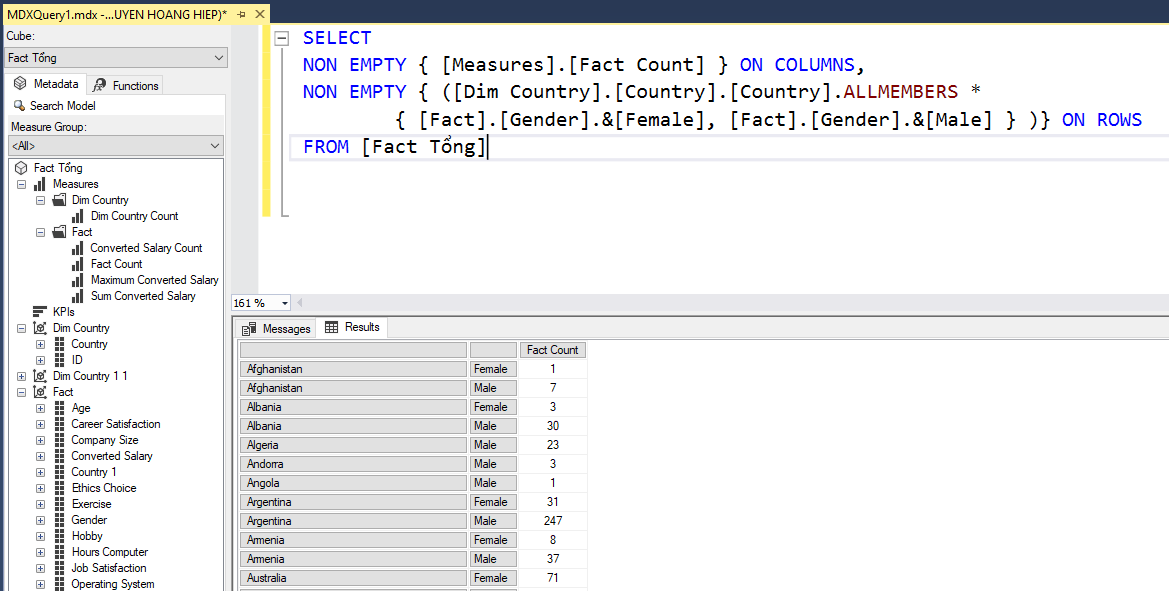 MDXQuery1.mdx -...UYEN HOANG HIEP)*
Cube:
Fact Tổng
Metadata
Functions
Search Model
Measure Group:
<All>
Fact Tổng
Measures
Dim Country
Dim Country Count
Fact
Converted Salary Count
Fact Count
Maximum Converted Salary
Sum Converted Salary
KPIs
Dim Country
Country
ID
Dim Country 1 1
Fact
Age
Career Satisfaction
Company Size
Converted Salary
Country 1
Ethics Choice
Exercise
Gender
Hobby
Hours Computer
Job Satisfaction
Operating System
SELECT
NON EMPTY { [Measures].[Fact Count] } ON COLUMNS,
NON EMPTY { ([Dim Country].[Country].[Country].ALLMEMBERS *
{ [Fact].[Gender].&[Female], [Fact].[Gender].&[Male] } )} ON ROWS
FROM [Fact Tổng]
161 %
Messages
Results
Fact Count
Afghanistan Female 1
Afghanistan Male 7
Albania Female 3
Albania Male 30
Algeria Male 23
Andorra Male 3
Angola Male 1
Argentina Female 31
Argentina Male 247
Armenia Female 8
Armenia Male 37
Australia Female 71